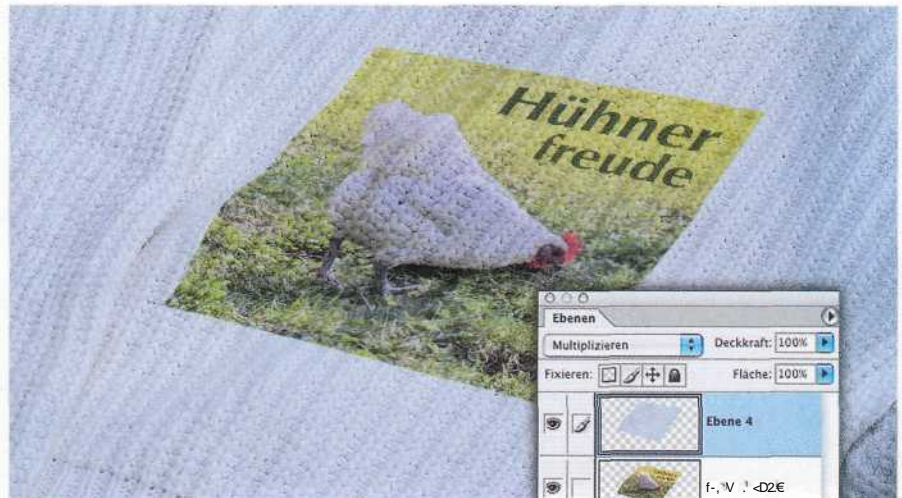 Hühner
freude
Ebenen
Multiplizieren Deckkraft: 100%
Fixieren: Fläche: 100%
Ebene 4